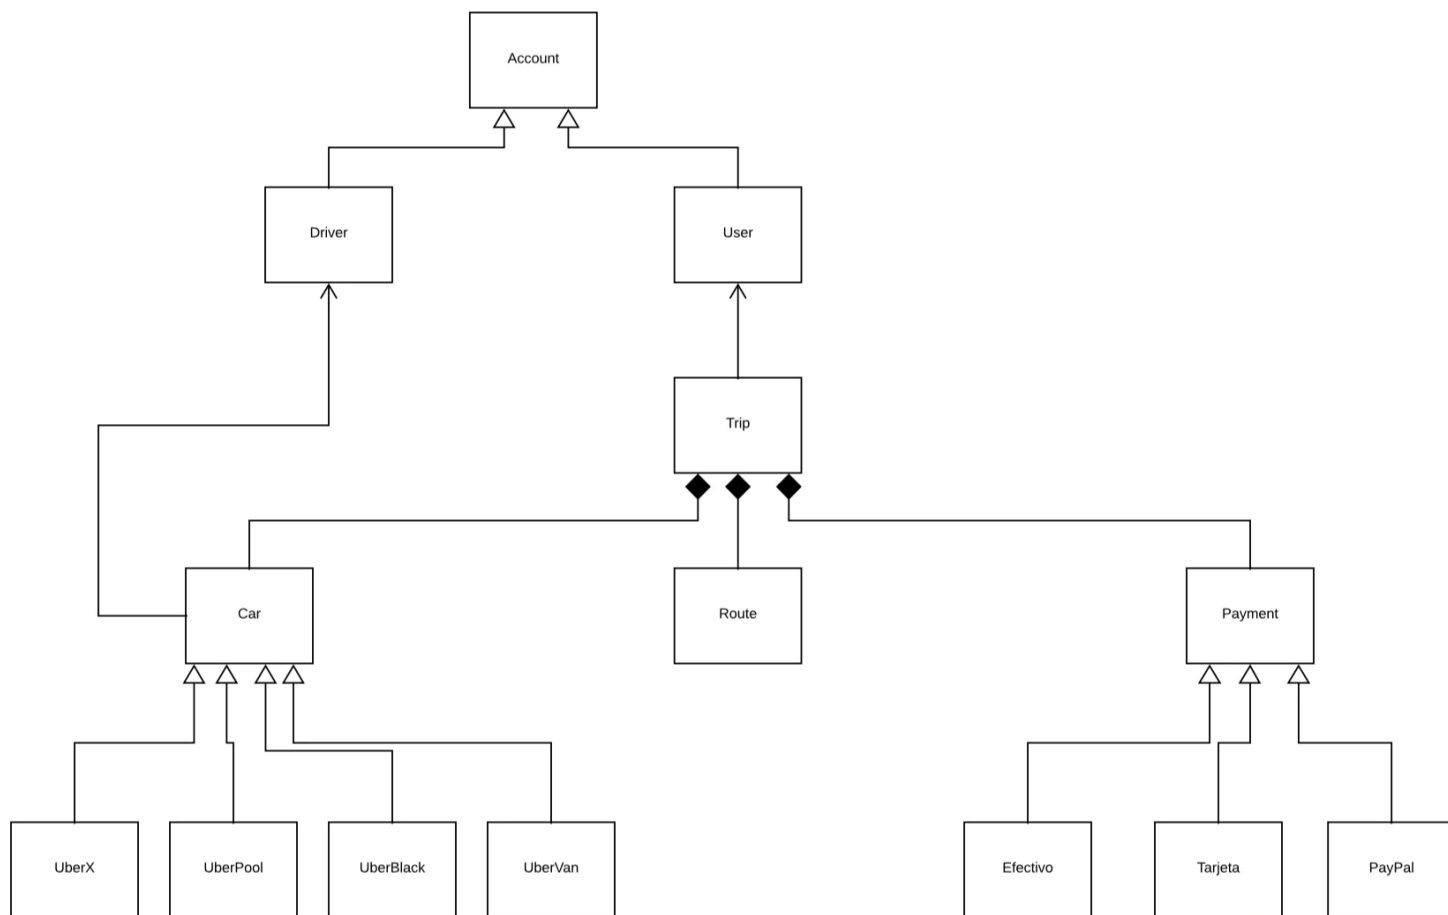 Account
Driver
User
Trip
Car
Route
Payment
UberX
UberPool
UberBlack
UberVan
Efectivo
Tarjeta
PayPal